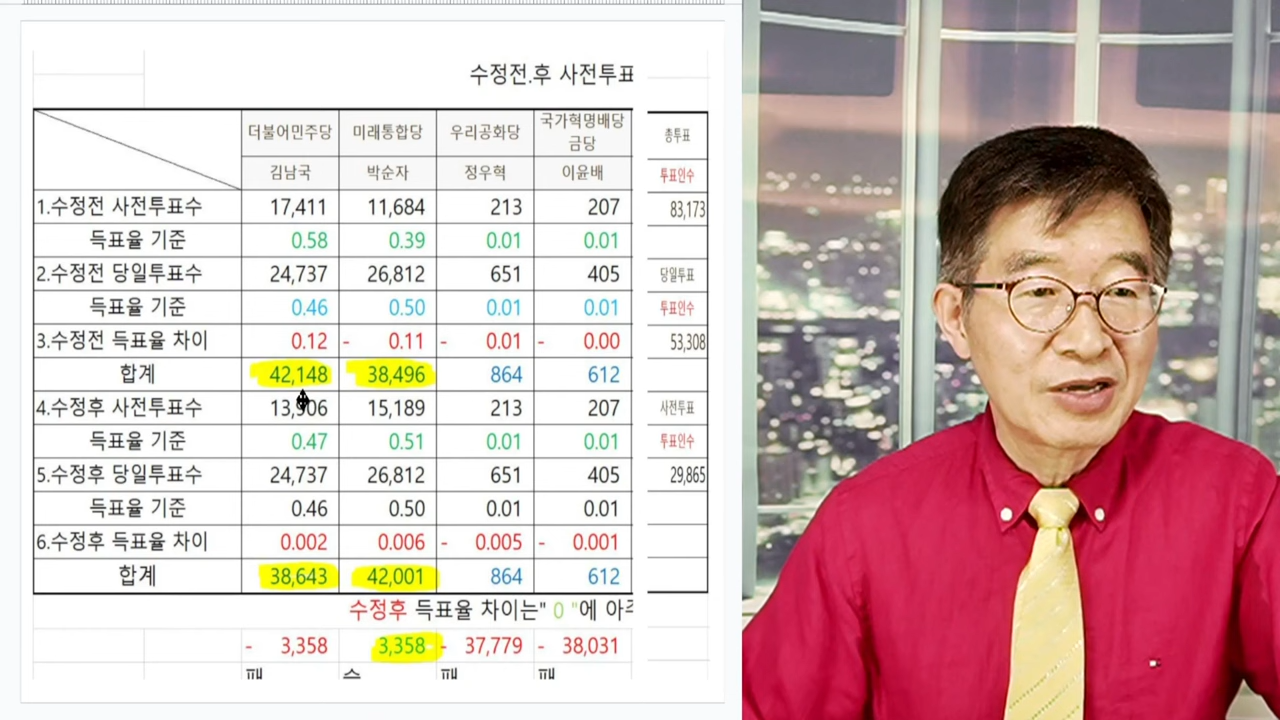 수정전.후 사전투표
더불어민주당 미래통합당 우리공화당 국가혁명배당
금당
총투표
김남국 박순자 정우혁 이윤배 투표인수
1.수정전 사전투표수 17,411 11,684 213 207 83,173
득표율 기준 0.58 0.39 0.01 0.01
2.수정전 당일투표수 24,737 26,812 651 405 당일투표
득표율 기준 0.46 0.50 0.01 0.01 투표인수
3.수정전 득표율 차이 0.12 - 0.11 - 0.01 - 0.00 53,308
합계 42,148 38,496 864 612
4.수정후 사전투표수 13,906 15,189 213 207 사전투표
득표율 기준 0.47 0.51 0.01 0.01 투표인수
5.수정후 당일투표수 24,737 26,812 651 405 29,865
득표율 기준 0.46 0.50 0.01 0.01
6.수정후 득표율 차이 0.002 0.006 - 0.005 - 0.001
합계 38,643 42,001 864 612
수정후 득표율 차이는" 0 "에 아주
- 3,358 3,358 - 37,779 - 38,031